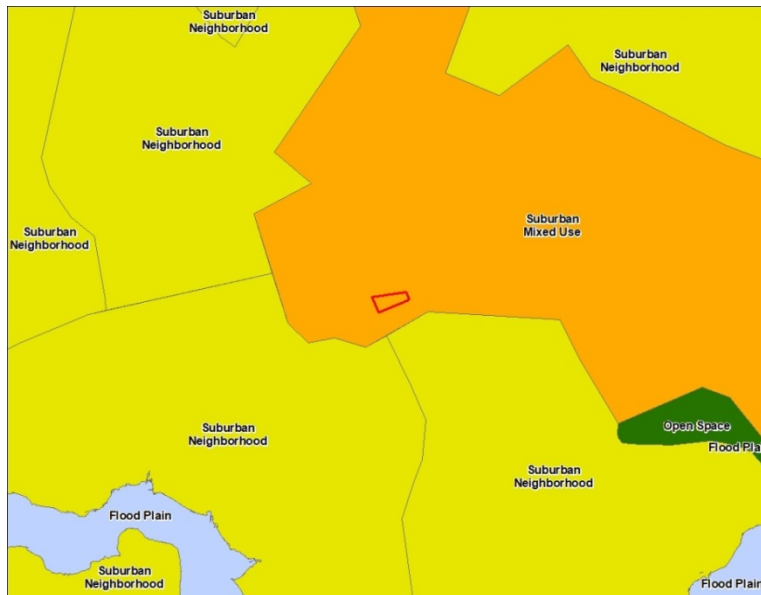 Suburban
Neighborhood
Suburban
Neighborhood
Suburban
Neighborhood
Suburban
Neighborhood
Suburban
Mixed Use
Suburban
Neighborhood
Open Space
Flood Pla
Suburban
Neighborhood
Flood Plain
Suburban
Neighborhood
Flood Plain